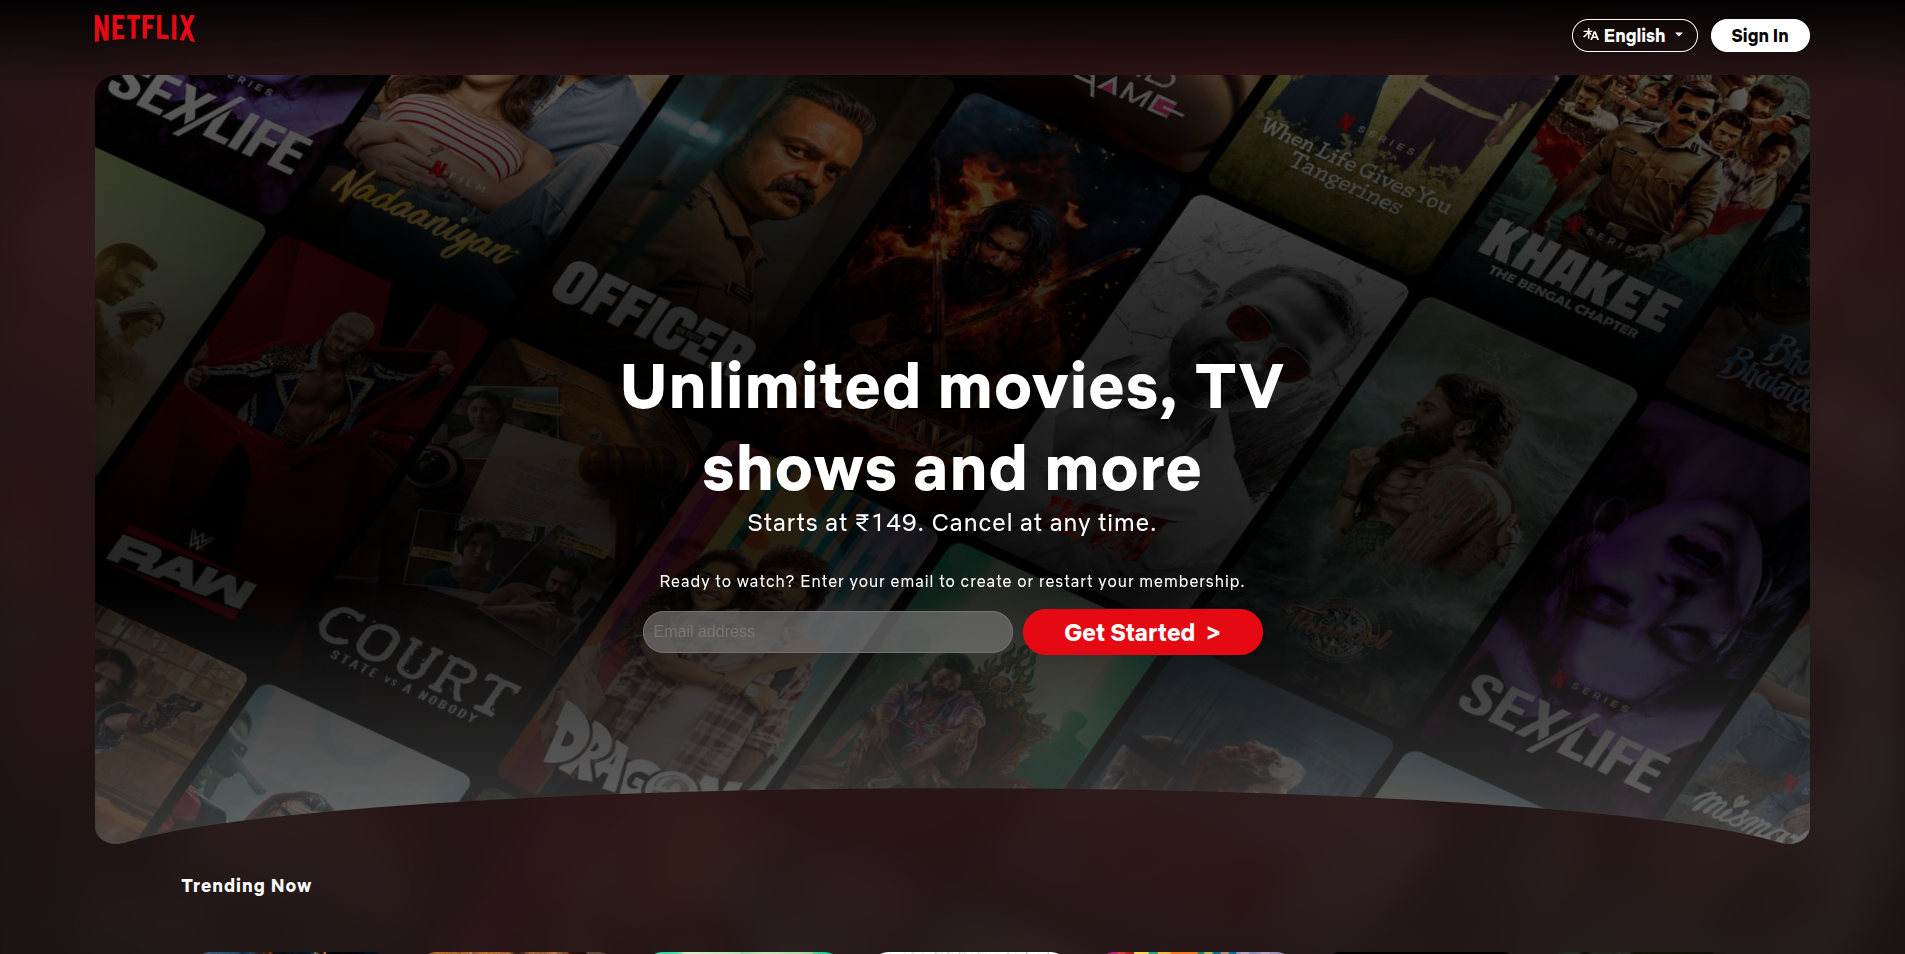 NETFLIX
English
Sign In
SERIES
SEX/LIFE
FILM
Nadaaniyan
OFFICER
GAME
SERIES
When Life Gives You
Tangerines
SERIES
KHAKEE
THE BENGAL CHAPTER
Bhool
Bhulaiyaa
Unlimited movies, TV
shows and more
Starts at ₹149. Cancel at any time.
Ready to watch? Enter your email to create or restart your membership.
Email address
Get Started >
RAW
COURT
STATE vs A NOBODY
DRAGON
SERIES
SEX/LIFE
Trending Now